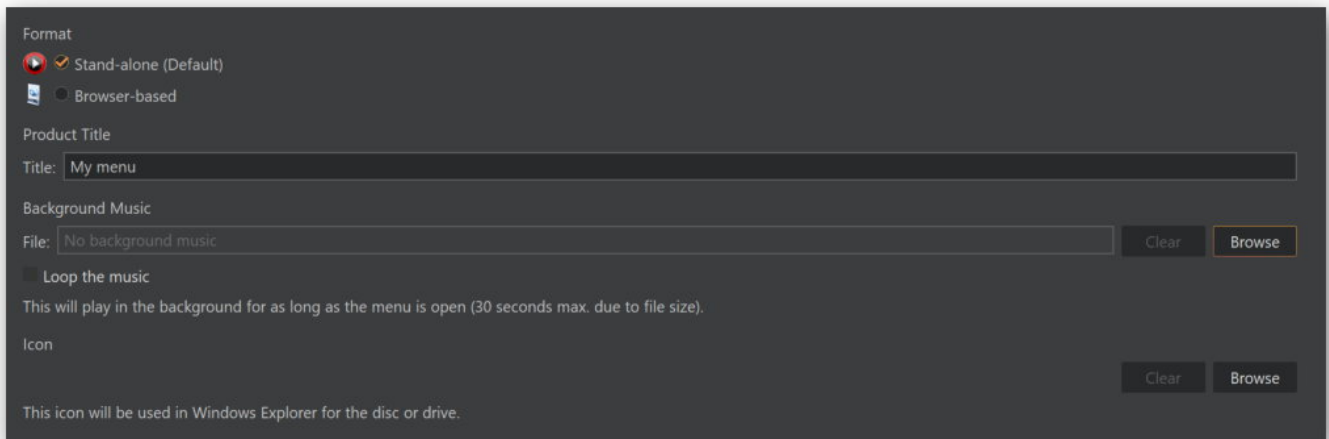 Format
Stand-alone (Default)
Browser-based
Product Title
Title: My menu
Background Music
File: No background music Clear Browse
Loop the music
This will play in the background for as long as the menu is open (30 seconds max. due to file size).
Icon
Clear Browse
This icon will be used in Windows Explorer for the disc or drive.